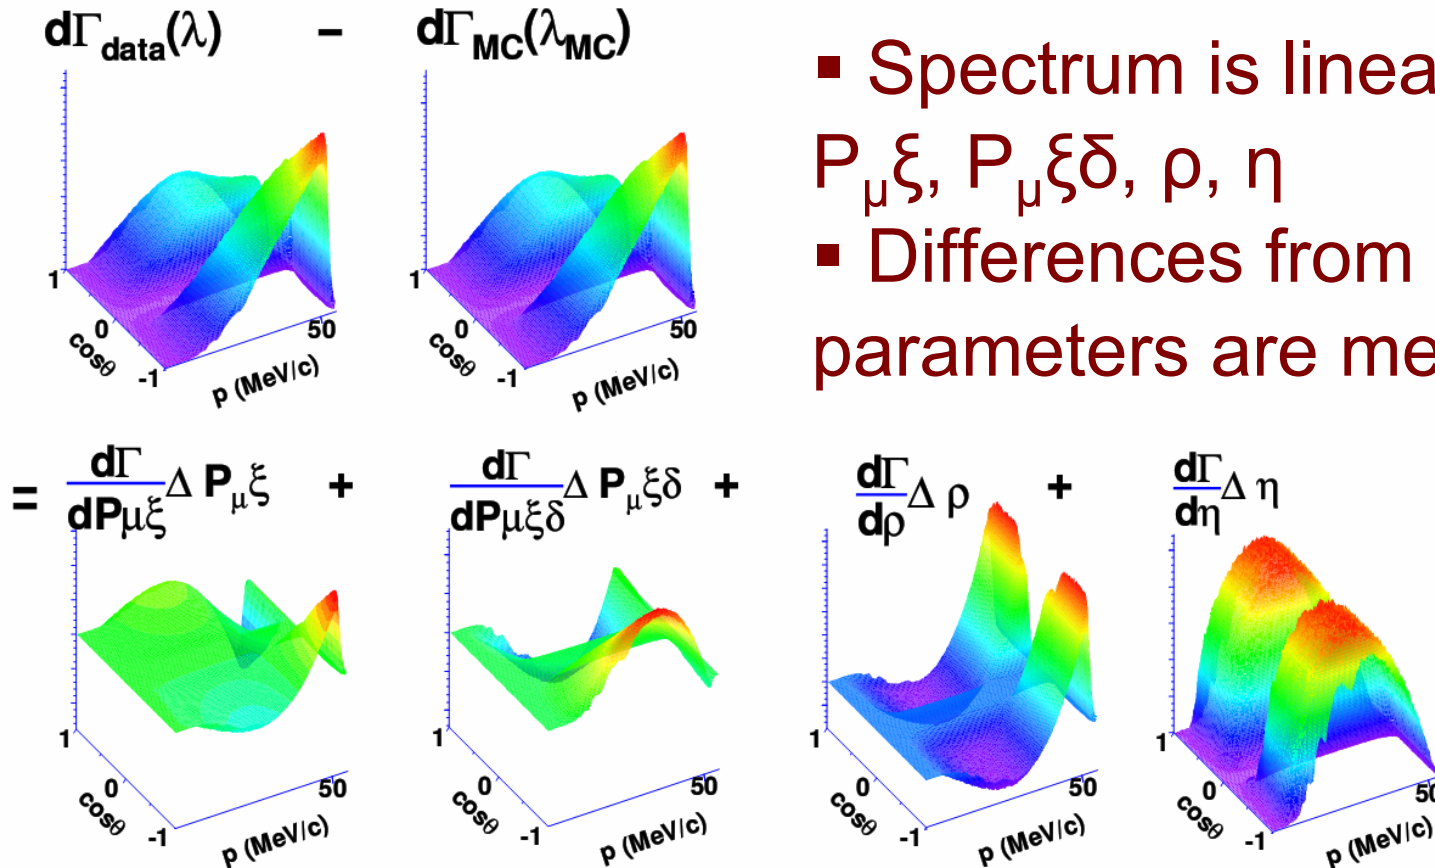 dΓdata(λ) – dΓMC(λMC)
▪ Spectrum is linea
Pμξ, Pμξδ, ρ, η
▪ Differences from
parameters are me
1 0 -1 cosθ 50 p (MeV/c)
1 0 -1 cosθ 50 p (MeV/c)
= dΓ/dPμξ Δ Pμξ + dΓ/dPμξδ Δ Pμξδ + dΓ/dρ Δ ρ + dΓ/dη Δ η
1 0 -1 cosθ 50 p (MeV/c)
1 0 -1 cosθ 50 p (MeV/c)
1 0 -1 cosθ 50 p (MeV/c)
1 0 -1 cosθ 50 p (MeV/c)